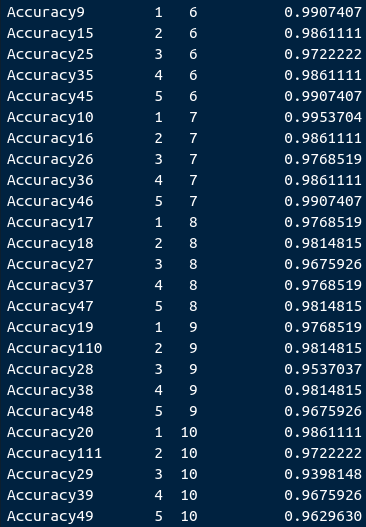 Accuracy9 1 6 0.9907407
Accuracy15 2 6 0.9861111
Accuracy25 3 6 0.9722222
Accuracy35 4 6 0.9861111
Accuracy45 5 6 0.9907407
Accuracy10 1 7 0.9953704
Accuracy16 2 7 0.9861111
Accuracy26 3 7 0.9768519
Accuracy36 4 7 0.9861111
Accuracy46 5 7 0.9907407
Accuracy17 1 8 0.9768519
Accuracy18 2 8 0.9814815
Accuracy27 3 8 0.9675926
Accuracy37 4 8 0.9768519
Accuracy47 5 8 0.9814815
Accuracy19 1 9 0.9768519
Accuracy110 2 9 0.9814815
Accuracy28 3 9 0.9537037
Accuracy38 4 9 0.9814815
Accuracy48 5 9 0.9675926
Accuracy20 1 10 0.9861111
Accuracy111 2 10 0.9722222
Accuracy29 3 10 0.9398148
Accuracy39 4 10 0.9675926
Accuracy49 5 10 0.9629630